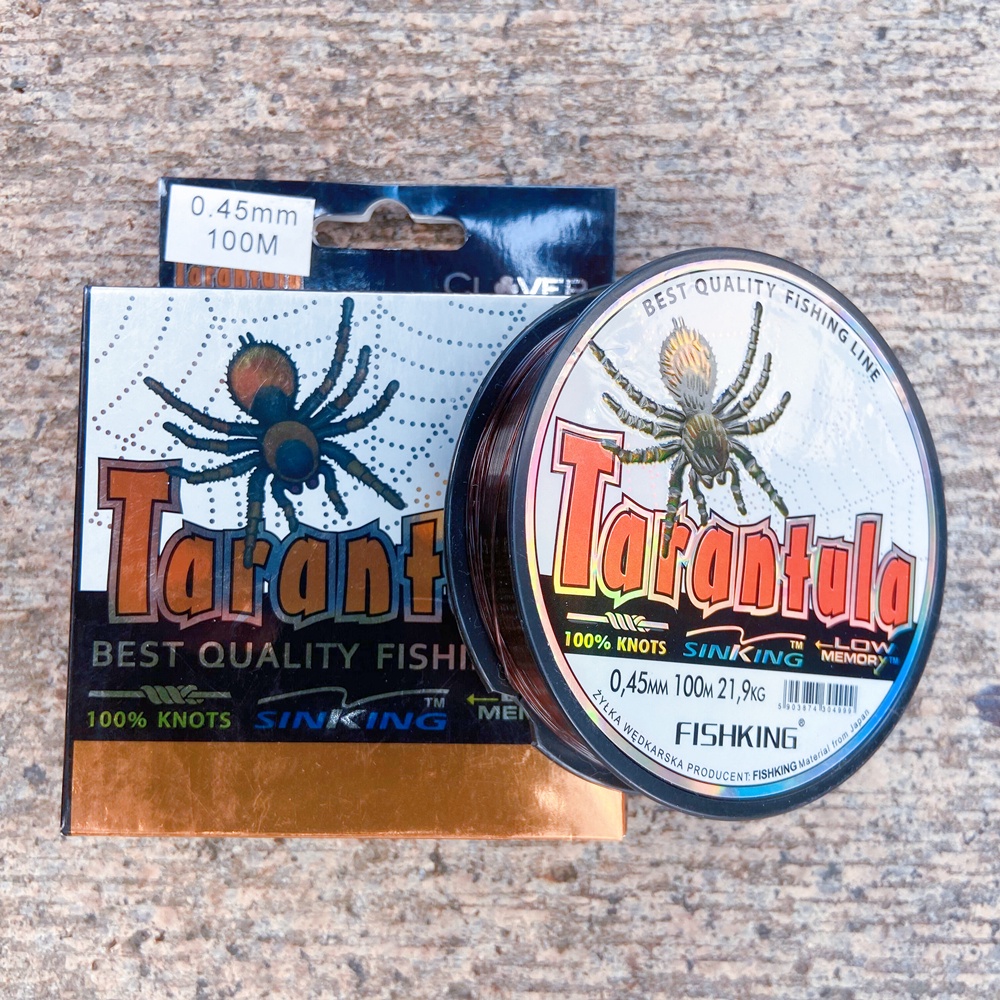 0.45mm
100M
Tarantula
CLOVER
Tarant
BEST QUALITY FISHI
100% KNOTS
SINKING™
BEST QUALITY FISHING LINE
Tarantula
100% KNOTS
SINKING™
LOW
MEMORY™
0,45MM 100M 21,9KG
FISHKING®
ŻYŁKA WĘDKARSKA PRODUCENT: FISHKING Material from Japan